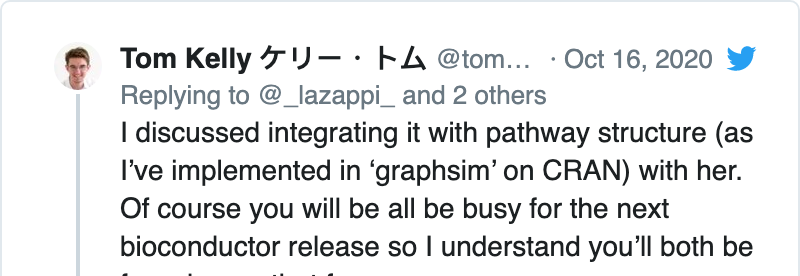 Tom Kelly ケリー・トム @tom… · Oct 16, 2020
Replying to @_lazappi_ and 2 others
I discussed integrating it with pathway structure (as
I’ve implemented in ‘graphsim’ on CRAN) with her.
Of course you will be all be busy for the next
bioconductor release so I understand you’ll both be